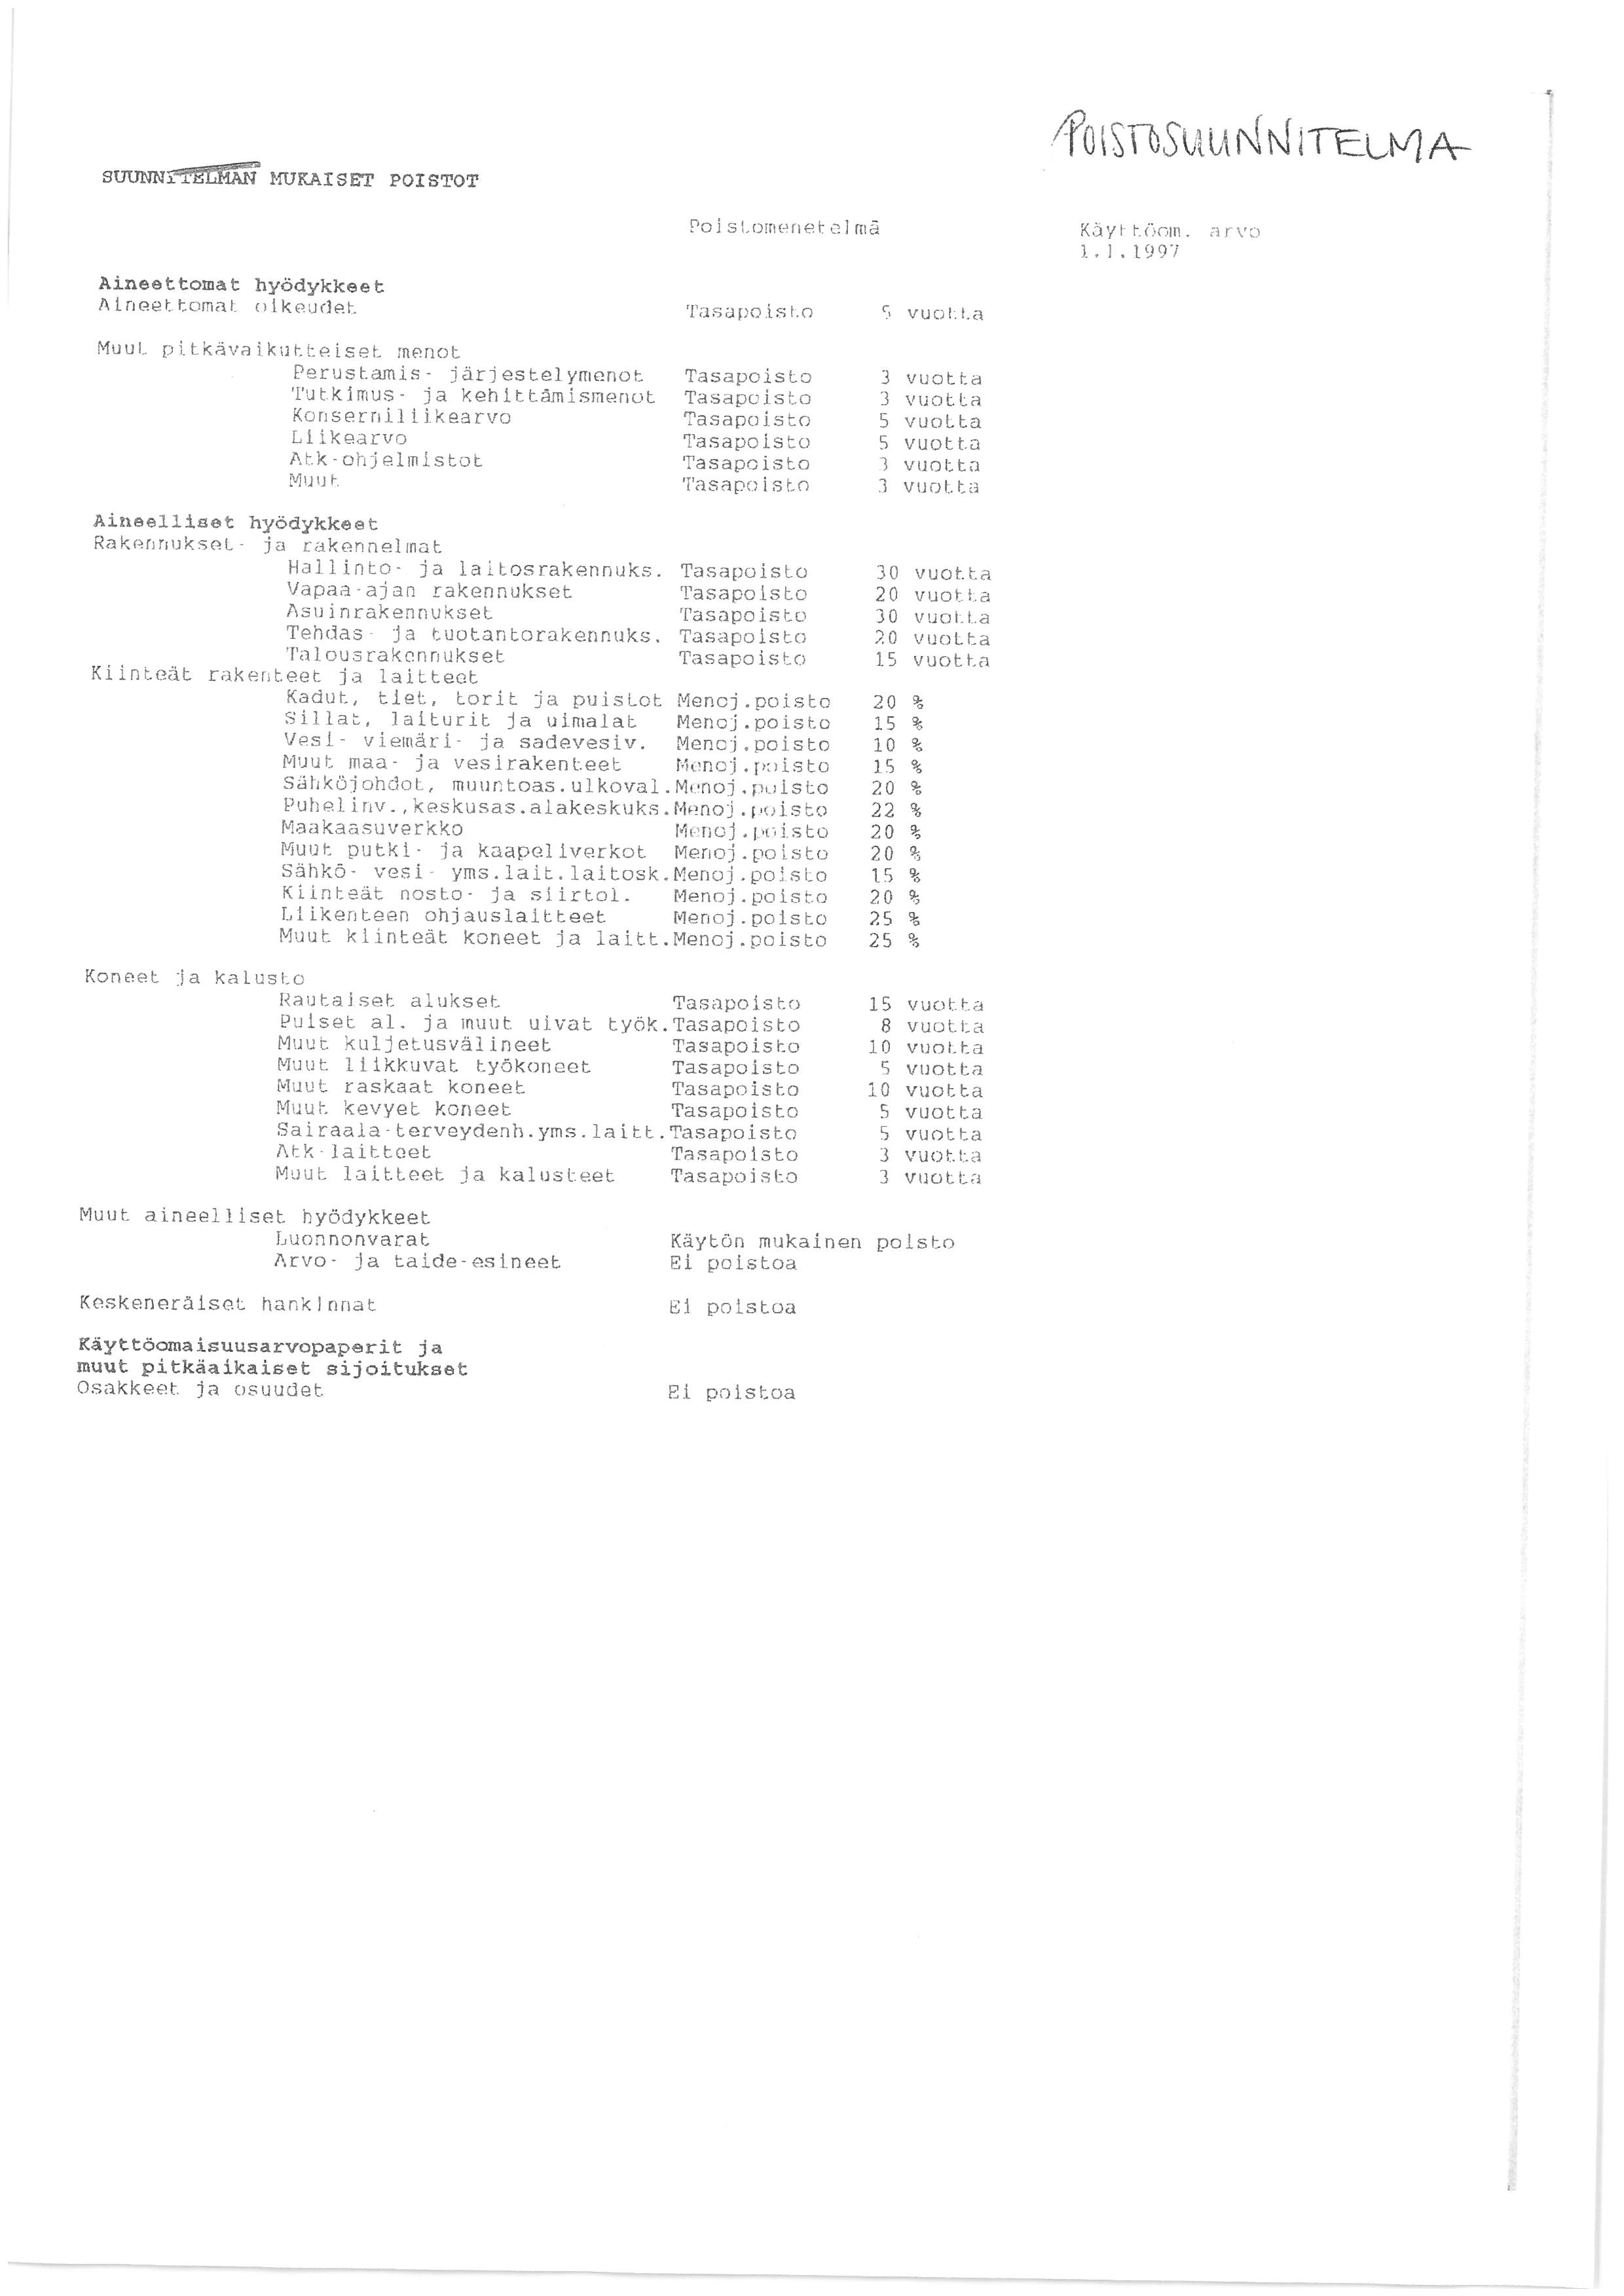 POISTOSUUNNITELMA
SUUNNITELMAN MUKAISET POISTOT
Poistomenetelmä Käyttöom. arvo
1.1.1997
Aineettomat hyödykkeet
Aineettomat oikeudet Tasapoisto 5 vuotta
Muut pitkävaikutteiset menot
Perustamis- järjestelymenot Tasapoisto 3 vuotta
Tutkimus- ja kehittämismenot Tasapoisto 3 vuotta
Konserniliikearvo Tasapoisto 5 vuotta
Liikearvo Tasapoisto 5 vuotta
Atk-ohjelmistot Tasapoisto 3 vuotta
Muut Tasapoisto 3 vuotta
Aineelliset hyödykkeet
Rakennukset- ja rakennelmat
Hallinto- ja laitosrakennuks. Tasapoisto 30 vuotta
Vapaa-ajan rakennukset Tasapoisto 20 vuotta
Asuinrakennukset Tasapoisto 30 vuotta
Tehdas- ja tuotantorakennuks. Tasapoisto 20 vuotta
Talousrakennukset Tasapoisto 15 vuotta
Kiinteät rakenteet ja laitteet
Kadut, tiet, torit ja puistot Menoj.poisto 20 %
Sillat, laiturit ja uimalat Menoj.poisto 15 %
Vesi- viemäri- ja sadevesiv. Menoj.poisto 10 %
Muut maa- ja vesirakenteet Menoj.poisto 15 %
Sähköjohdot, muuntoas.ulkoval.Menoj.poisto 20 %
Puhelinv.,keskusas.alakeskuks.Menoj.poisto 22 %
Maakaasuverkko Menoj.poisto 20 %
Muut putki- ja kaapeliverkot Menoj.poisto 20 %
Sähkö- vesi- yms.lait.laitosk.Menoj.poisto 15 %
Kiinteät nosto- ja siirtol. Menoj.poisto 20 %
Liikenteen ohjauslaitteet Menoj.poisto 25 %
Muut kiinteät koneet ja laitt.Menoj.poisto 25 %
Koneet ja kalusto
Rautaiset alukset Tasapoisto 15 vuotta
Puiset al. ja muut uivat työk.Tasapoisto 8 vuotta
Muut kuljetusvälineet Tasapoisto 10 vuotta
Muut liikkuvat työkoneet Tasapoisto 5 vuotta
Muut raskaat koneet Tasapoisto 10 vuotta
Muut kevyet koneet Tasapoisto 5 vuotta
Sairaala-terveydenh.yms.laitt.Tasapoisto 5 vuotta
Atk-laitteet Tasapoisto 3 vuotta
Muut laitteet ja kalusteet Tasapoisto 3 vuotta
Muut aineelliset hyödykkeet
Luonnonvarat Käytön mukainen poisto
Arvo- ja taide-esineet Ei poistoa
Keskeneräiset hankinnat Ei poistoa
Käyttöomaisuusarvopaperit ja
muut pitkäaikaiset sijoitukset
Osakkeet ja osuudet Ei poistoa